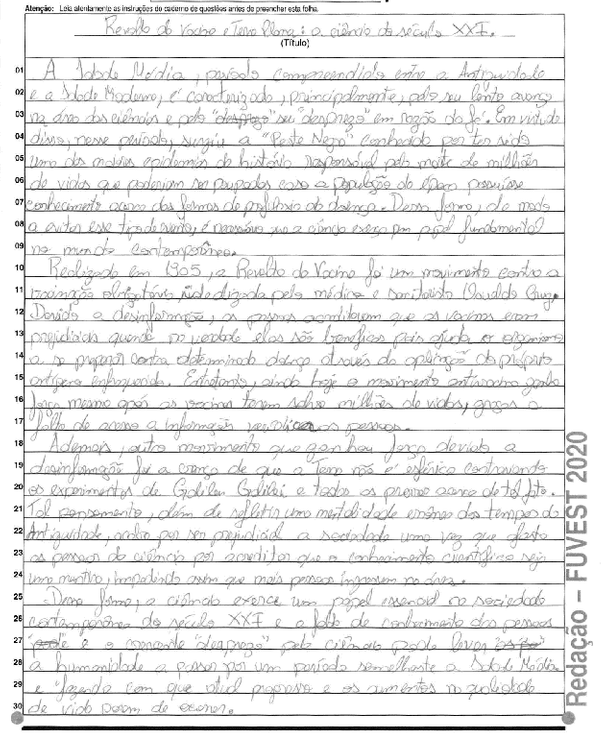 Atenção: Leia atentamente as instruções do caderno de questões antes de preencher esta folha.
Revolta da Vacina e Terra Plana: a ciência do século XXI.
(Título)
01 A Idade Média, período compreendido entre a Antiguidade
02 e a Idade Moderna, é caracterizado, principalmente, pelo seu lento avanço
03 na área das ciências e pelo "desprezo" seu "desprezo" em razão da fé. Em virtude
04 disso, nesse período, surgiu a "Peste Negra" conhecida por ter sido
05 uma das maiores epidemias da história responsável pela morte de milhões
06 de vidas que poderiam ser poupadas caso a população da época possuísse
07 conhecimento acerca das formas de profilaxia da doença. Dessa forma, de modo
08 a evitar esse tipo de evento, é necessário que a ciência exerça um papel fundamental
09 no mundo contemporâneo.
10 Realizada em 1905, a Revolta da Vacina foi um movimento contra a
11 vacinação obrigatória idealizada pelo médico e sanitarista Oswaldo Cruz.
12 Devido a desinformação, as pessoas acreditavam que as vacinas eram
13 prejudiciais quando na verdade elas são benéficas pois ajuda o organismo
14 a se preparar contra determinada doença através da aplicação do próprio
15 antígeno enfraquecido. Entretanto, ainda hoje o movimento antivacina ganha
16 força mesmo após as vacinas terem salvo milhões de vidas, graças a
17 falta de acesso a informação verídica as pessoas.
18 Ademais, outro movimento que ganhou força devido a
19 desinformação foi a crença de que a Terra não é esférica contrariando
20 os experimentos de Galileu Galilei e todas as provas acerca de tal fato.
21 Tal pensamento, além de refletir uma mentalidade errônea dos tempos da
22 Antiguidade, acaba por ser prejudicial a sociedade uma vez que afasta
23 as pessoas da ciência por acreditar que o conhecimento científico seja
24 uma mentira, impedindo assim que mais pessoas ingressem na área.
25 Dessa forma, a ciência exerce um papel essencial na sociedade
26 contemporânea do século XXI e a falta de conhecimento das pessoas
27 e o constante "desprezo" pela ciência pode levar
28 a humanidade a passar por um período semelhante a Idade Média
29 e fazendo com que atual progresso e os aumentos na qualidade
30 de vida parem de ocorrer.
Redação – FUVEST 2020